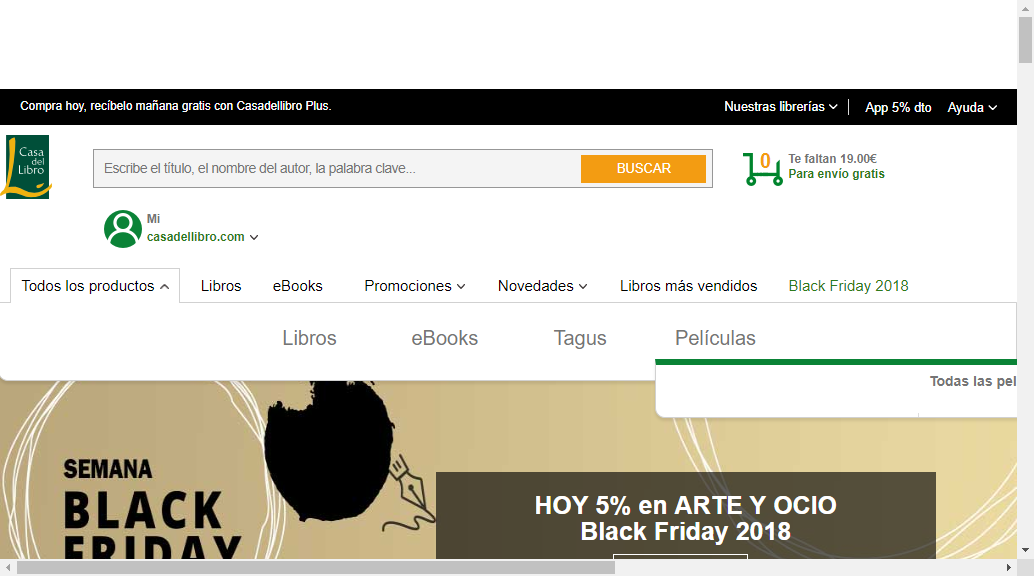 Compra hoy, recíbelo mañana gratis con Casadellibro Plus.
Nuestras librerías
App 5% dto
Ayuda
Casa
del
Libro
Escribe el título, el nombre del autor, la palabra clave...
BUSCAR
0
Te faltan 19.00€
Para envío gratis
Mi
casadellibro.com
Todos los productos
Libros
eBooks
Promociones
Novedades
Libros más vendidos
Black Friday 2018
Libros
eBooks
Tagus
Películas
Todas las pel
SEMANA
BLACK
FRIDAY
HOY 5% en ARTE Y OCIO
Black Friday 2018